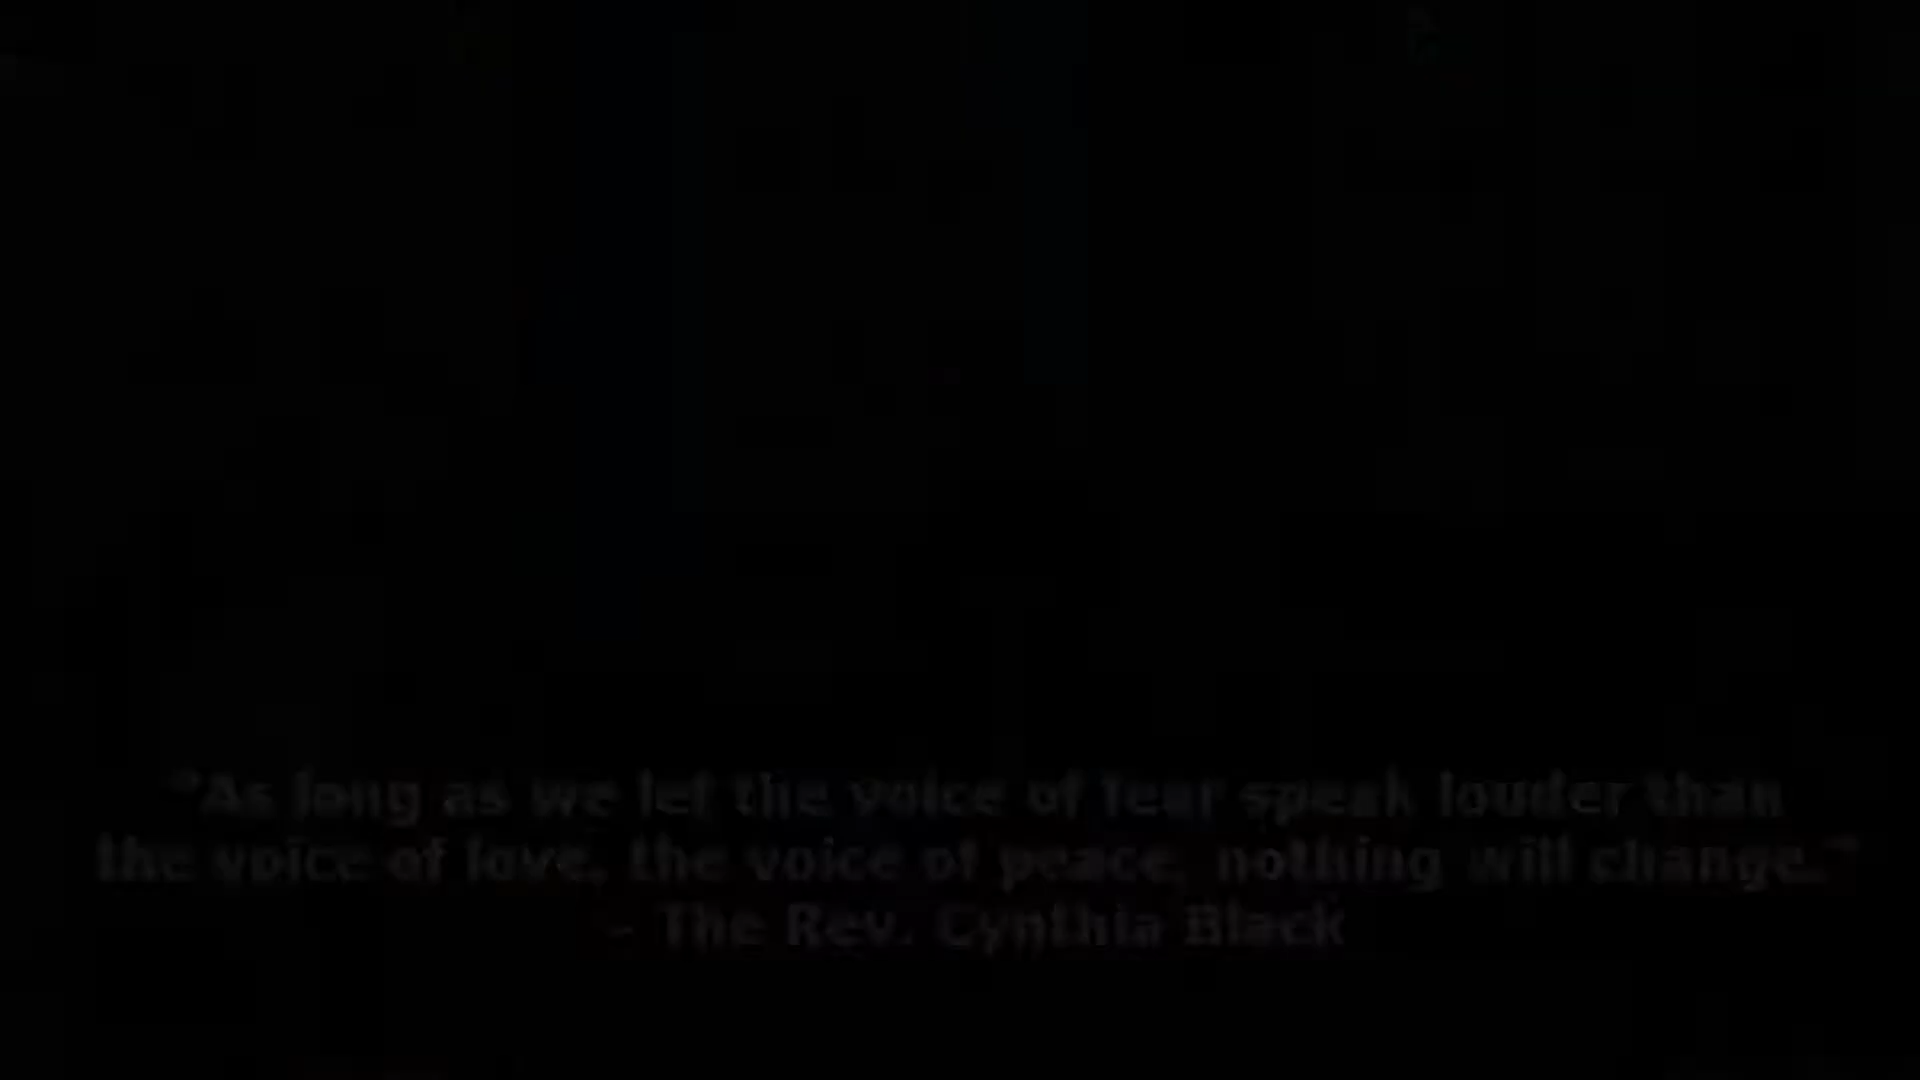 "As long as we let the voice of fear speak louder than
the voice of love, the voice of peace, nothing will change."
- The Rev. Cynthia Black